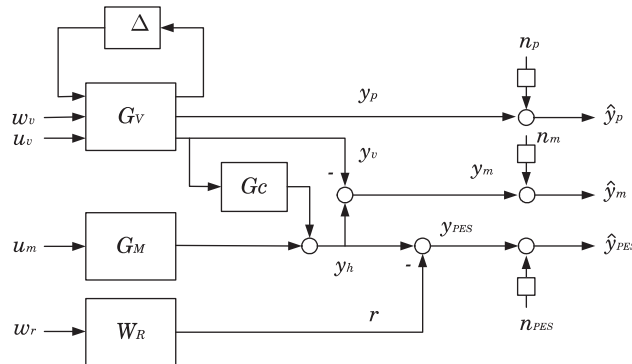 Δ
n_p
y_p
ŷ_p
w_v
G_V
u_v
n_m
y_v
-
Gc
y_m
ŷ_m
u_m
G_M
y_PES
ŷ_PES
y_h
-
r
n_PES
w_r
W_R